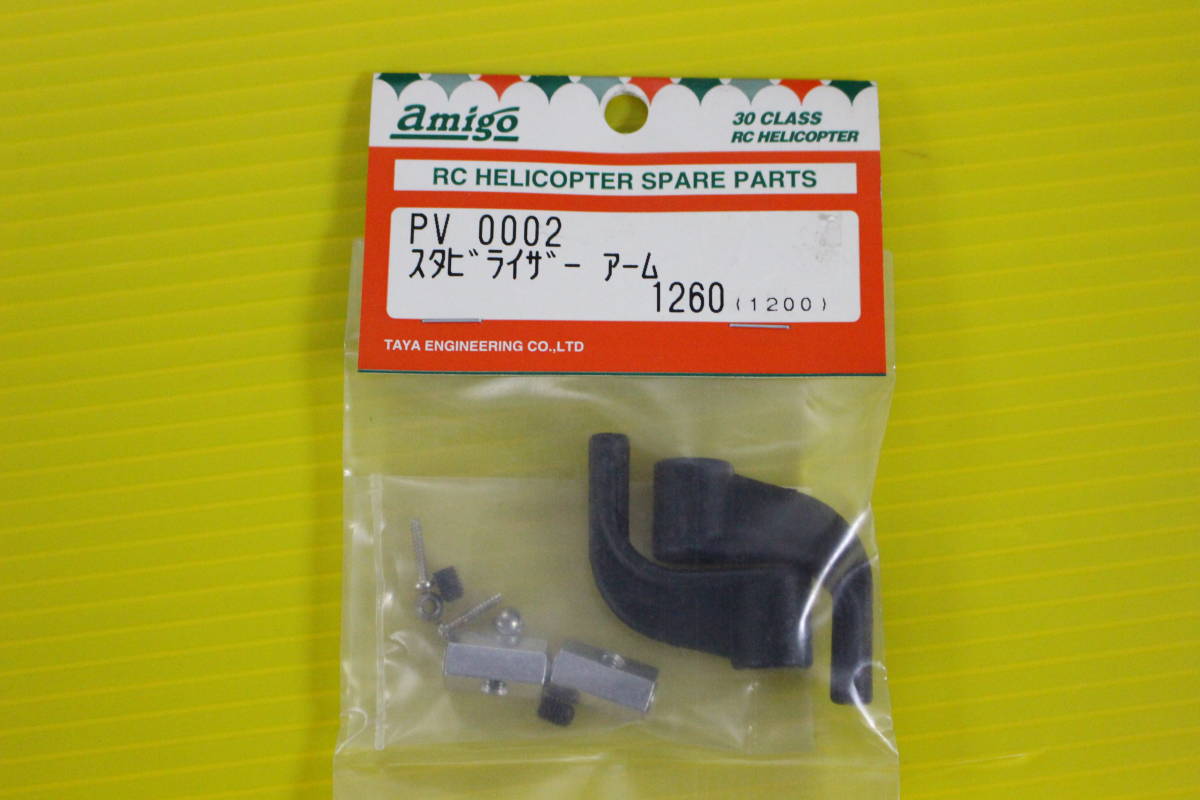 amigo
30 CLASS
RC HELICOPTER
RC HELICOPTER SPARE PARTS
PV 0002
スタビライザー アーム
1260 (1200)
TAYA ENGINEERING CO.,LTD